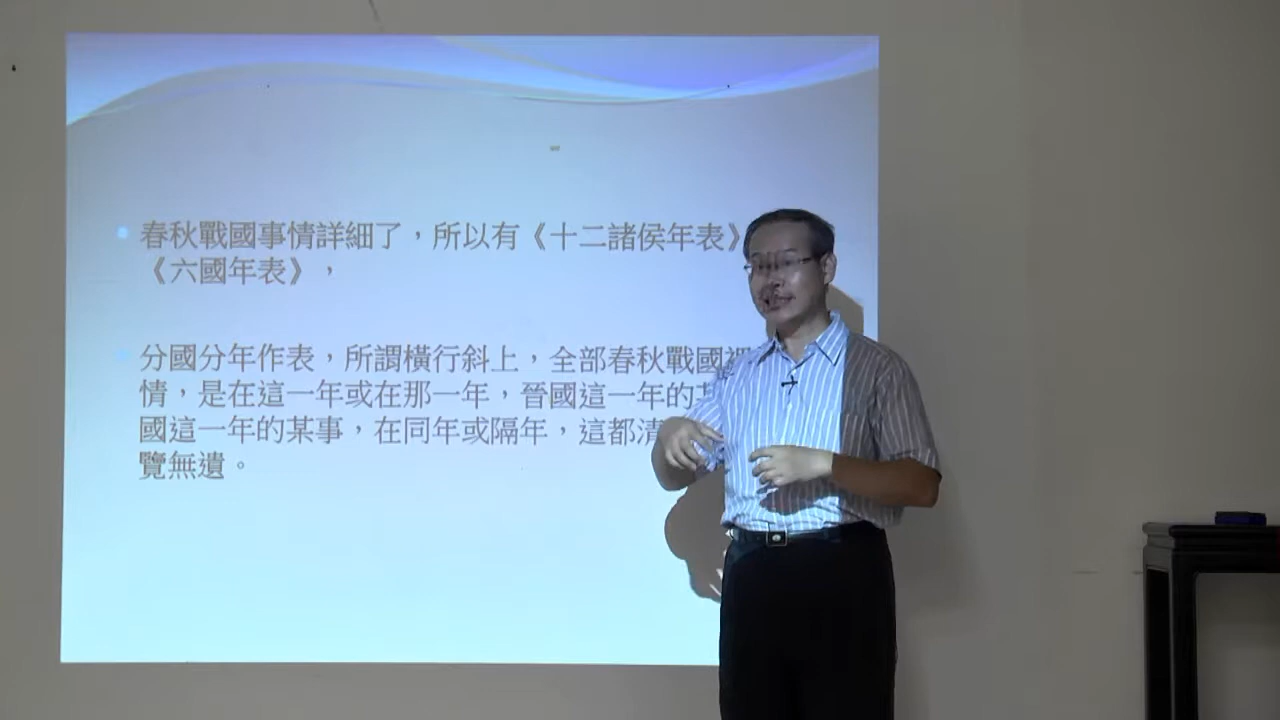 春秋戰國事情詳細了，所以有《十二諸侯年表》
《六國年表》，
分國分年作表，所謂橫行斜上，全部春秋戰國裡
情，是在這一年或在那一年，晉國這一年的某
國這一年的某事，在同年或隔年，這都清
覽無遺。